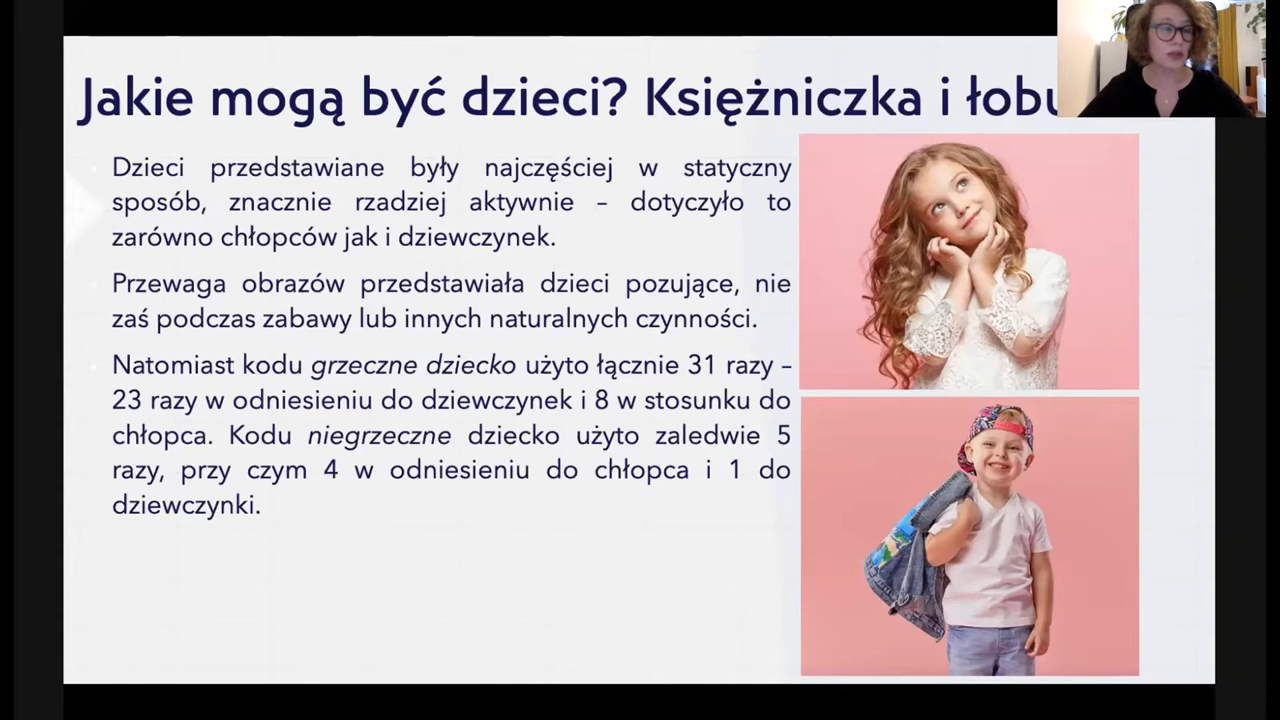 Jakie mogą być dzieci? Księżniczka i
Dzieci przedstawiane były najczęściej w statyczny
sposób, znacznie rzadziej aktywnie – dotyczyło to
zarówno chłopców jak i dziewczynek.
Przewaga obrazów przedstawiała dzieci pozujące, nie
zaś podczas zabawy lub innych naturalnych czynności.
Natomiast kodu grzeczne dziecko użyto łącznie 31 razy –
23 razy w odniesieniu do dziewczynek i 8 w stosunku do
chłopca. Kodu niegrzeczne dziecko użyto zaledwie 5
razy, przy czym 4 w odniesieniu do chłopca i 1 do
dziewczynki.